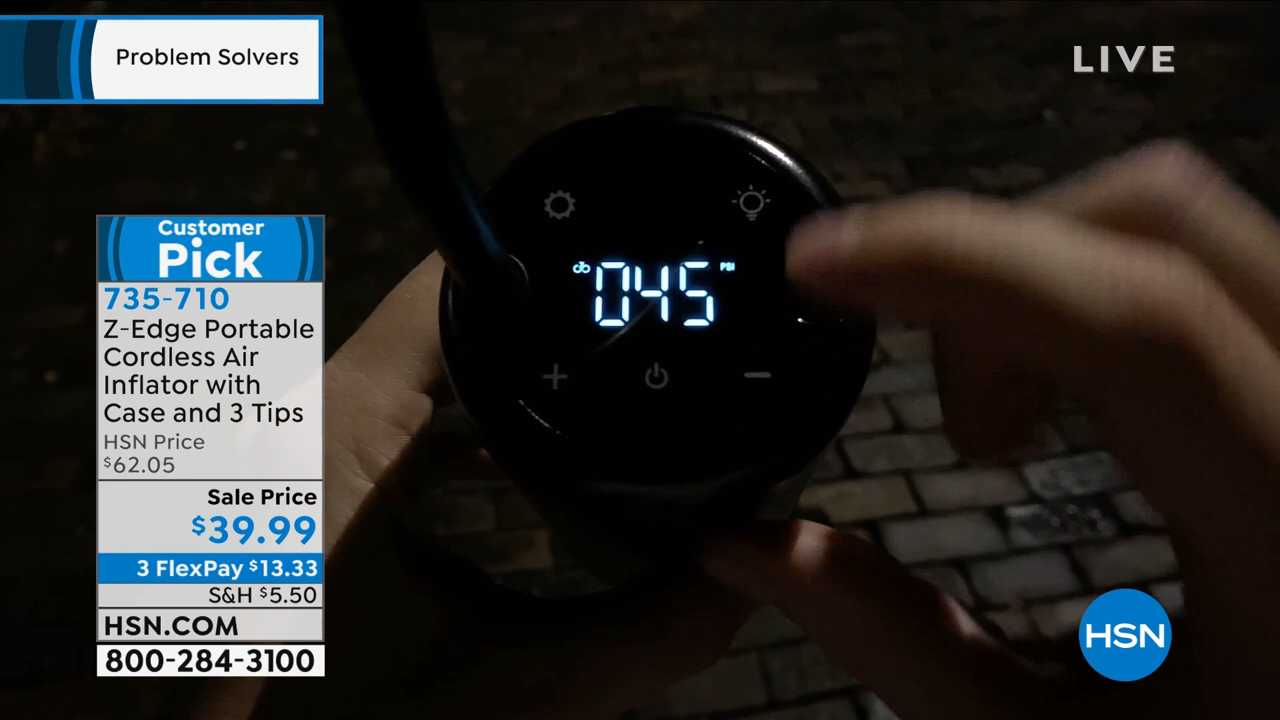 Problem Solvers
LIVE
Customer
Pick
735-710
Z-Edge Portable
Cordless Air
Inflator with
Case and 3 Tips
HSN Price
$62.05
Sale Price
$39.99
3 FlexPay $13.33
S&H $5.50
HSN.COM
800-284-3100
045 PSI
HSN